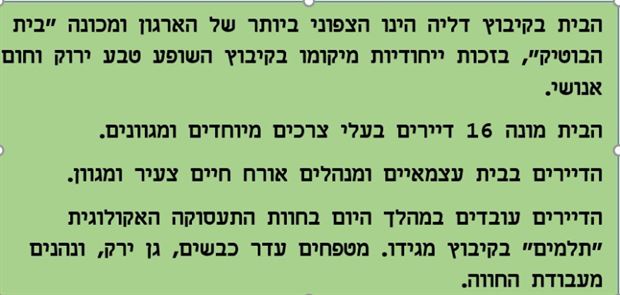 הבית בקיבוץ דליה הינו הצפוני ביותר של הארגון ומכונה "בית
הבוטיק", בזכות ייחודיות מיקומו בקיבוץ השופע טבע ירוק וחום
אנושי.
הבית מונה 16 דיירים בעלי צרכים מיוחדים ומגוונים.
הדיירים בבית עצמאיים ומנהלים אורח חיים צעיר ומגוון.
הדיירים עובדים במהלך היום בחוות התעסוקה האקולוגית
"תלמים" בקיבוץ מגידו. מטפחים עדר כבשים, גן ירק, ונהנים
מעבודת החווה.